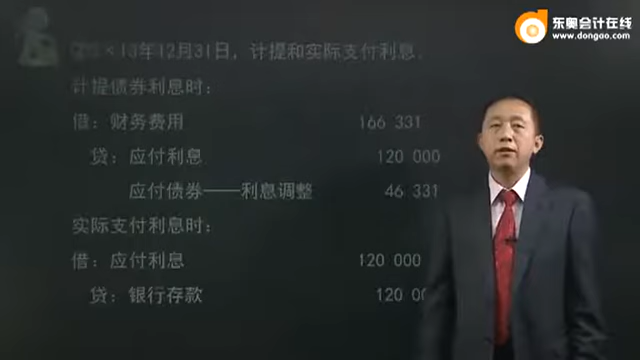 东奥会计在线
www.dongao.com
×13年12月31日，计提和实际支付利息。
计提债券利息时：
借：财务费用 166 331
贷：应付利息 120 000
应付债券——利息调整 46 331
实际支付利息时：
借：应付利息 120 000
贷：银行存款 120 00